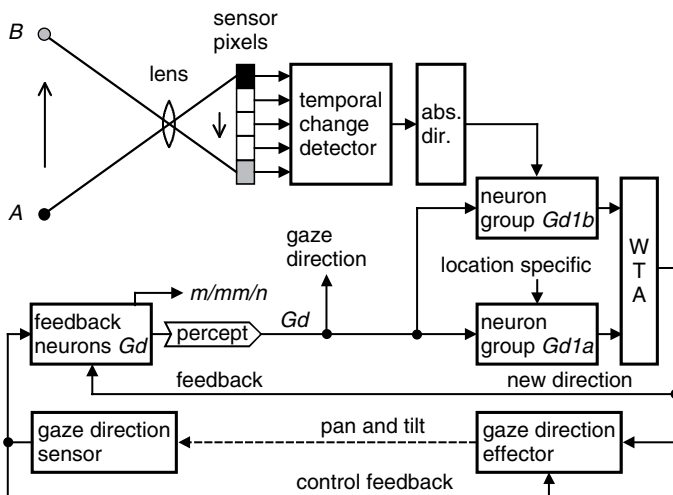 B
sensor
pixels
lens
temporal
change
detector
abs.
dir.
A
gaze
direction
neuron
group Gd1b
W
T
A
location specific
m/mm/n
feedback
neurons Gd
percept
Gd
neuron
group Gd1a
feedback
new direction
gaze direction
sensor
pan and tilt
gaze direction
effector
control feedback